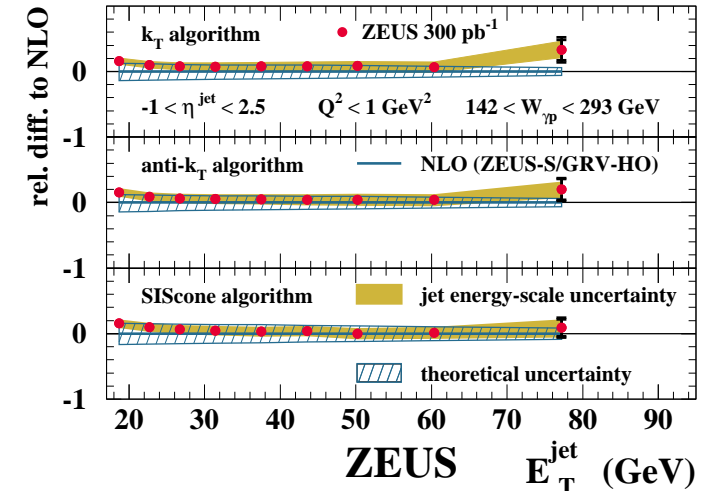 rel. diff. to NLO
k_T algorithm
ZEUS 300 pb^-1
0
-1 < η^jet < 2.5 Q^2 < 1 GeV^2 142 < W_γp < 293 GeV
-1
anti-k_T algorithm
NLO (ZEUS-S/GRV-HO)
0
-1
SIScone algorithm
jet energy-scale uncertainty
0
theoretical uncertainty
-1
20 30 40 50 60 70 80 90
ZEUS E_T^jet (GeV)